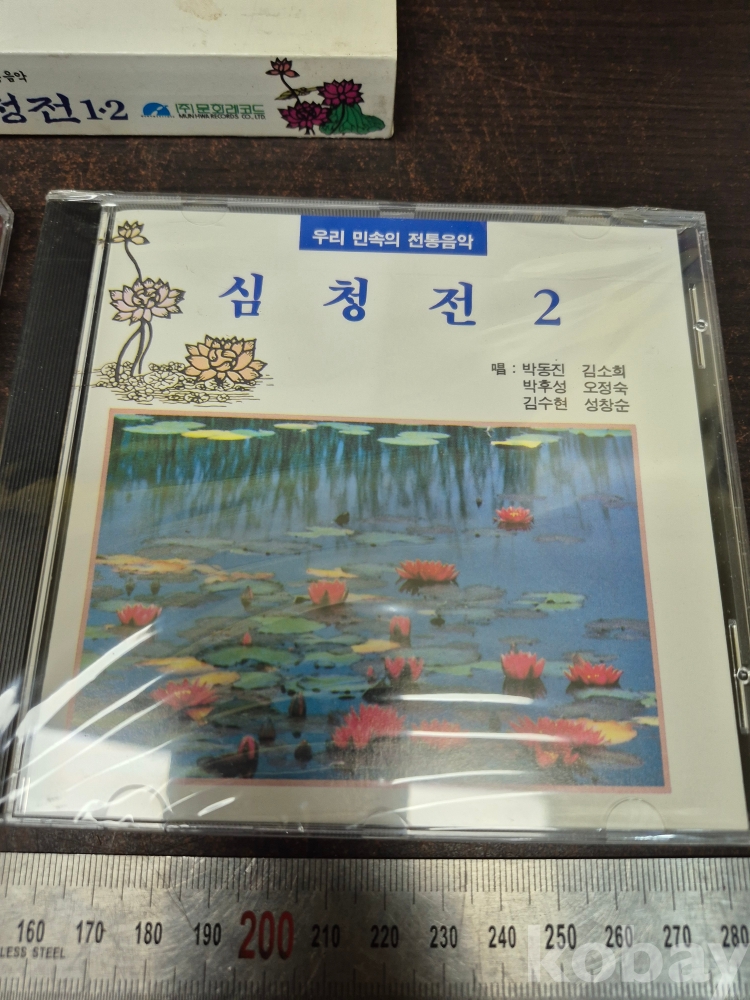 음악
청전 1·2
(주)문화레코드
MUNHWA RECORDS CO., LTD
우리 민속의 전통음악
심 청 전 2
唱 : 박동진 김소희
박후성 오정숙
김수현 성창순
160 170 180 190 200 210 220 230 240 250 260 270 280
LESS STEEL
kobay